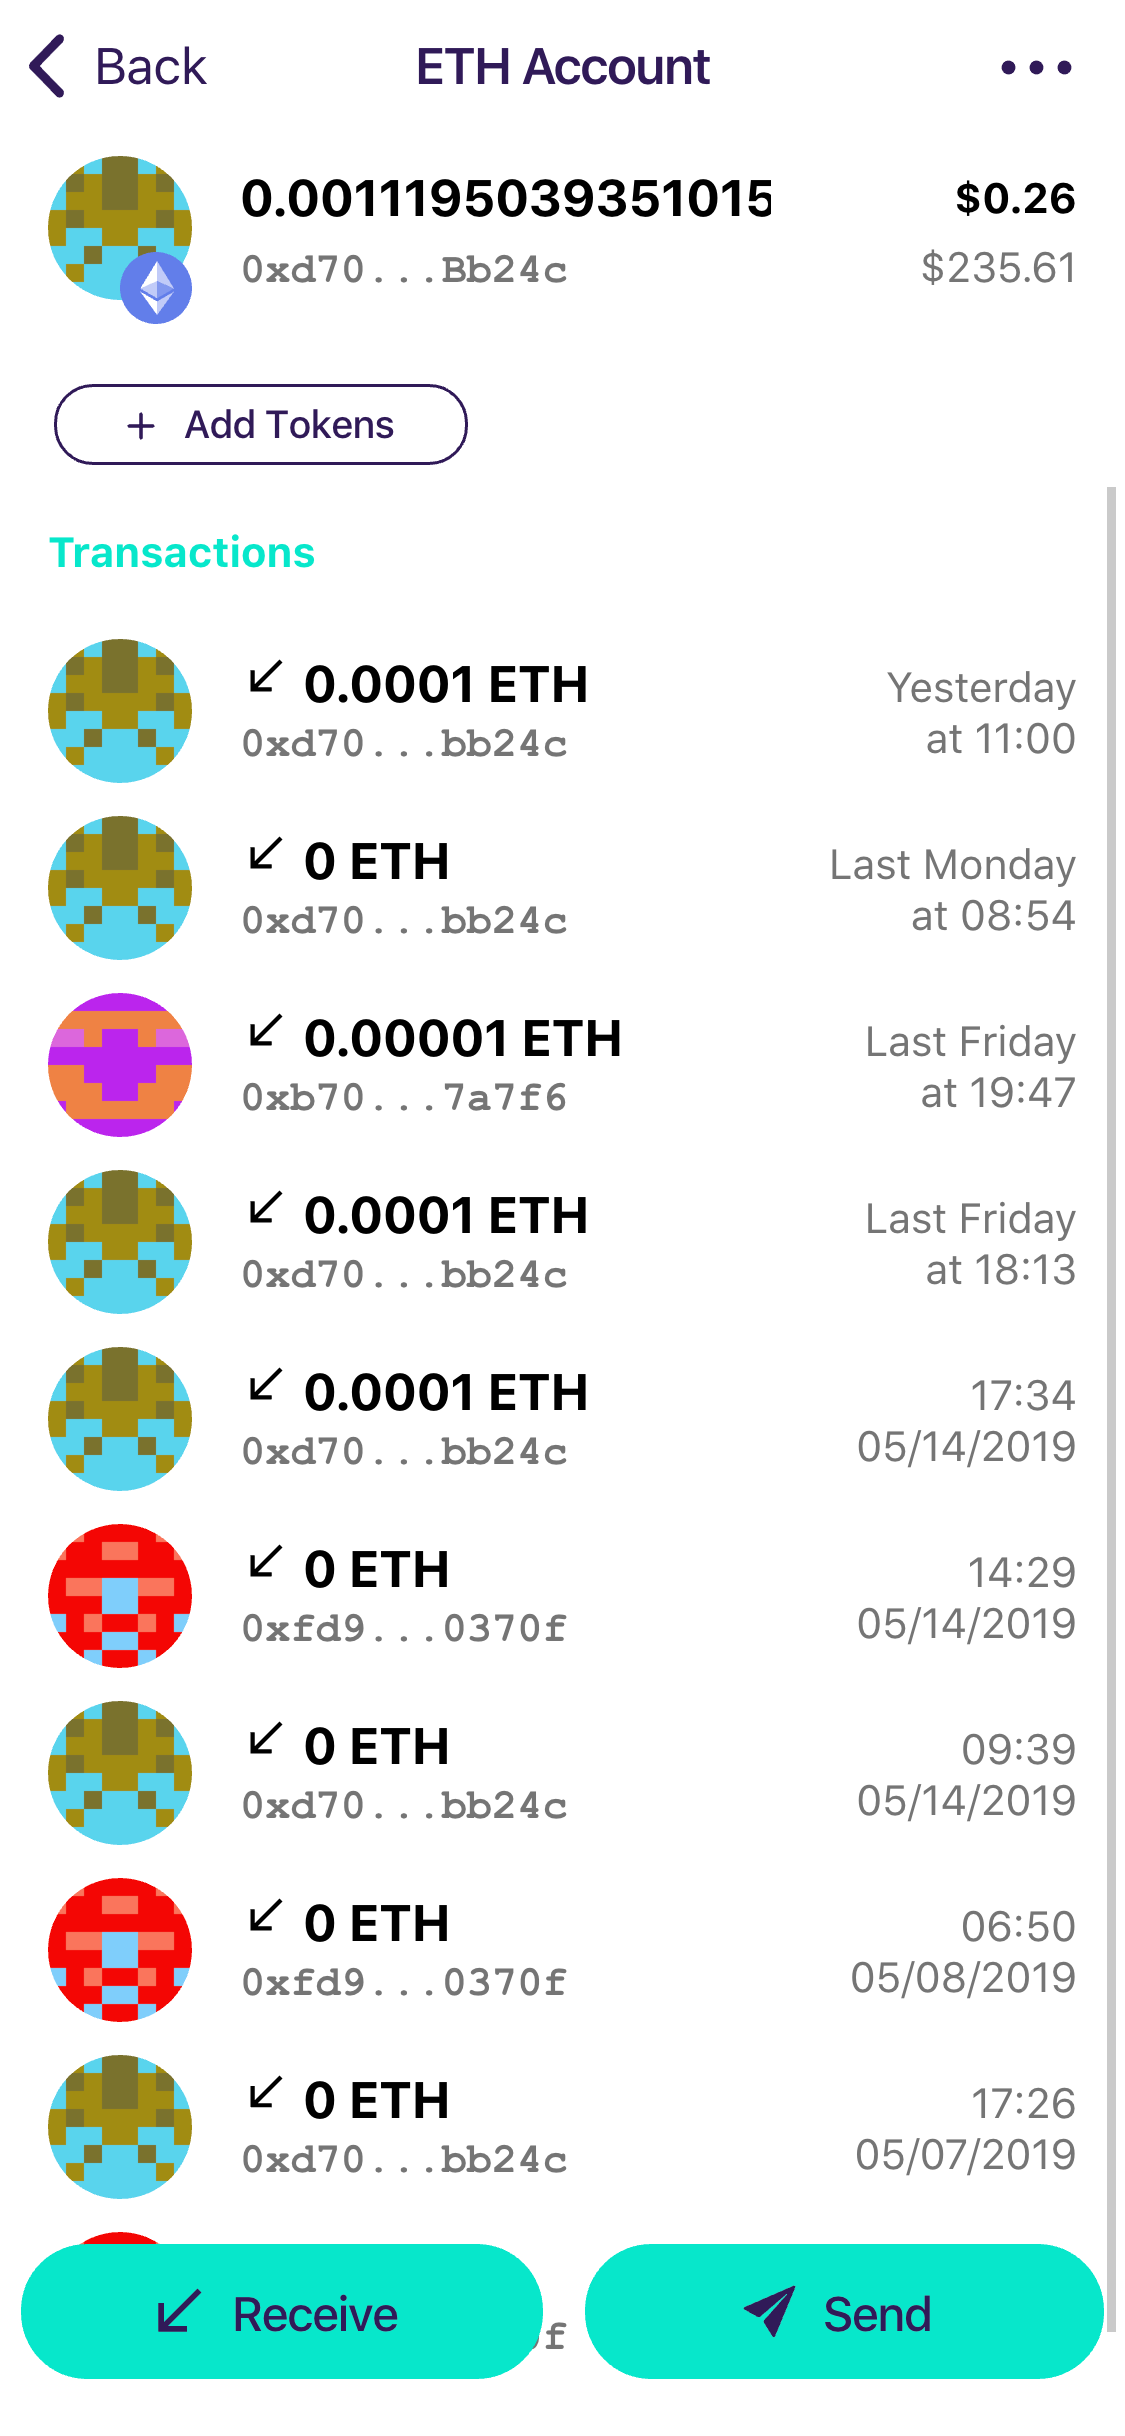 Back
ETH Account
0.0011195039351015
$0.26
0xd70...Bb24c
$235.61
+ Add Tokens
Transactions
0.0001 ETH
0xd70...bb24c
Yesterday
at 11:00
0 ETH
0xd70...bb24c
Last Monday
at 08:54
0.00001 ETH
0xb70...7a7f6
Last Friday
at 19:47
0.0001 ETH
0xd70...bb24c
Last Friday
at 18:13
0.0001 ETH
0xd70...bb24c
17:34
05/14/2019
0 ETH
0xfd9...0370f
14:29
05/14/2019
0 ETH
0xd70...bb24c
09:39
05/14/2019
0 ETH
0xfd9...0370f
06:50
05/08/2019
0 ETH
0xd70...bb24c
17:26
05/07/2019
Receive
Send